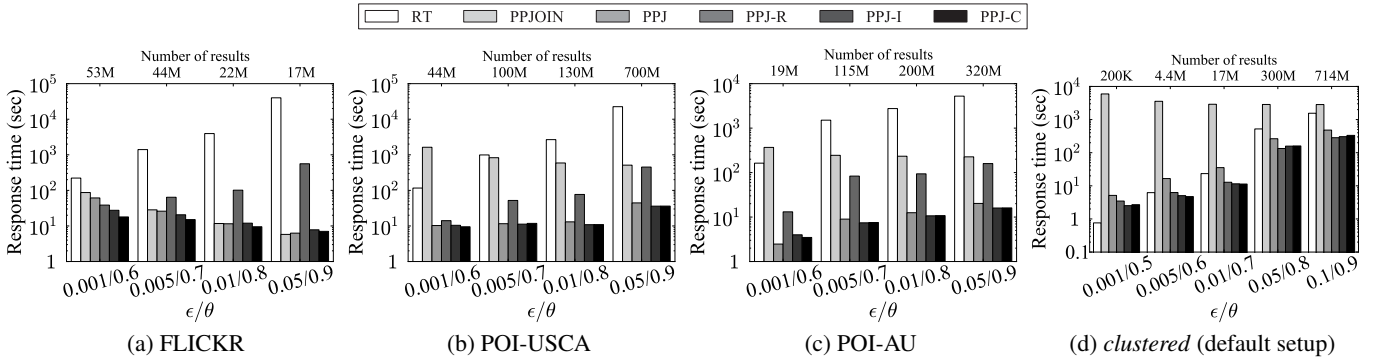 RT PPJOIN PPJ PPJ-R PPJ-I PPJ-C
Number of results
53M 44M 22M 17M
Response time (sec)
10^5
10^4
10^3
10^2
10^1
1
0.001/0.6 0.005/0.7 0.01/0.8 0.05/0.9
ϵ/θ
(a) FLICKR
Number of results
44M 100M 130M 700M
Response time (sec)
10^5
10^4
10^3
10^2
10^1
1
0.001/0.6 0.005/0.7 0.01/0.8 0.05/0.9
ϵ/θ
(b) POI-USCA
Number of results
19M 115M 200M 320M
Response time (sec)
10^4
10^3
10^2
10^1
1
0.001/0.6 0.005/0.7 0.01/0.8 0.05/0.9
ϵ/θ
(c) POI-AU
Number of results
200K 4.4M 17M 300M 714M
Response time (sec)
10^4
10^3
10^2
10^1
1
0.1
0.001/0.5 0.005/0.6 0.01/0.7 0.05/0.8 0.1/0.9
ϵ/θ
(d) clustered (default setup)